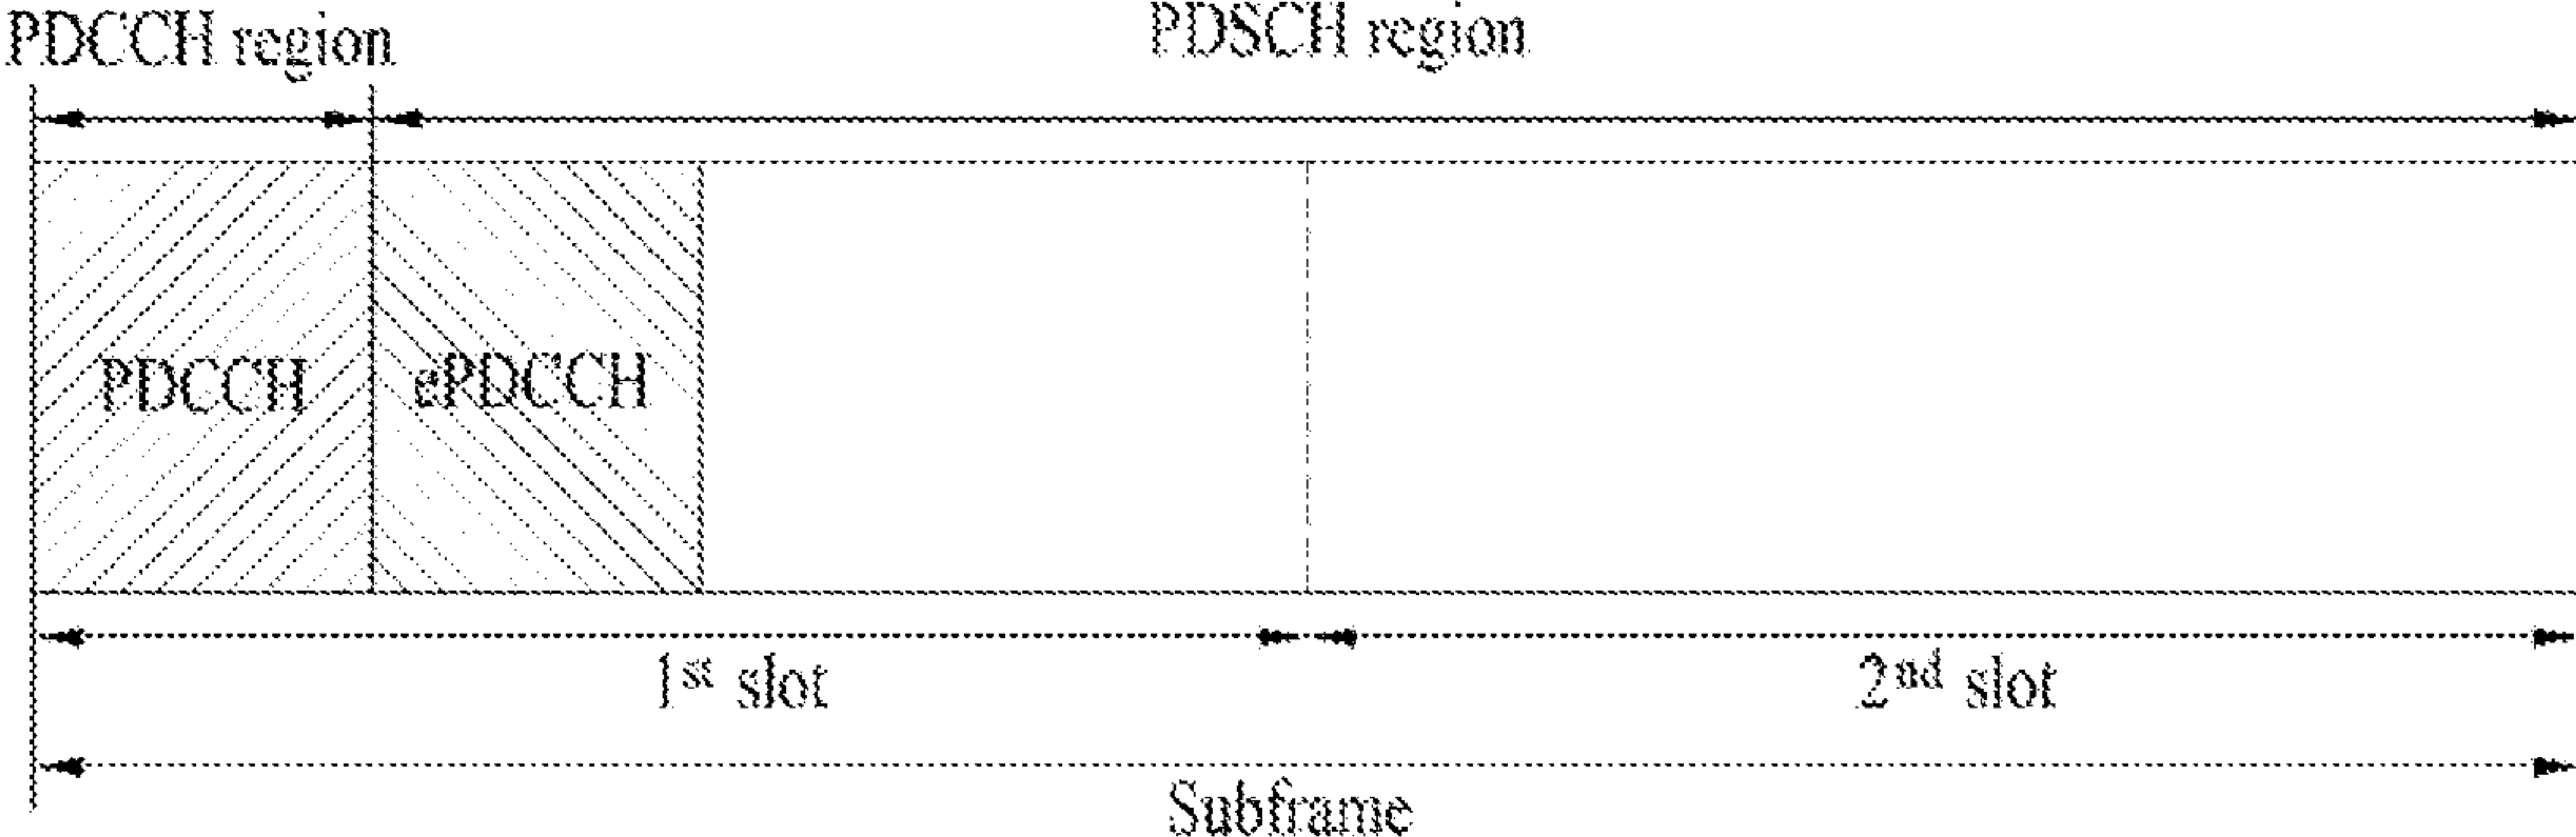 PDCCH region
PDSCH region
PDCCH
ePDCCH
1st slot
2nd slot
Subframe